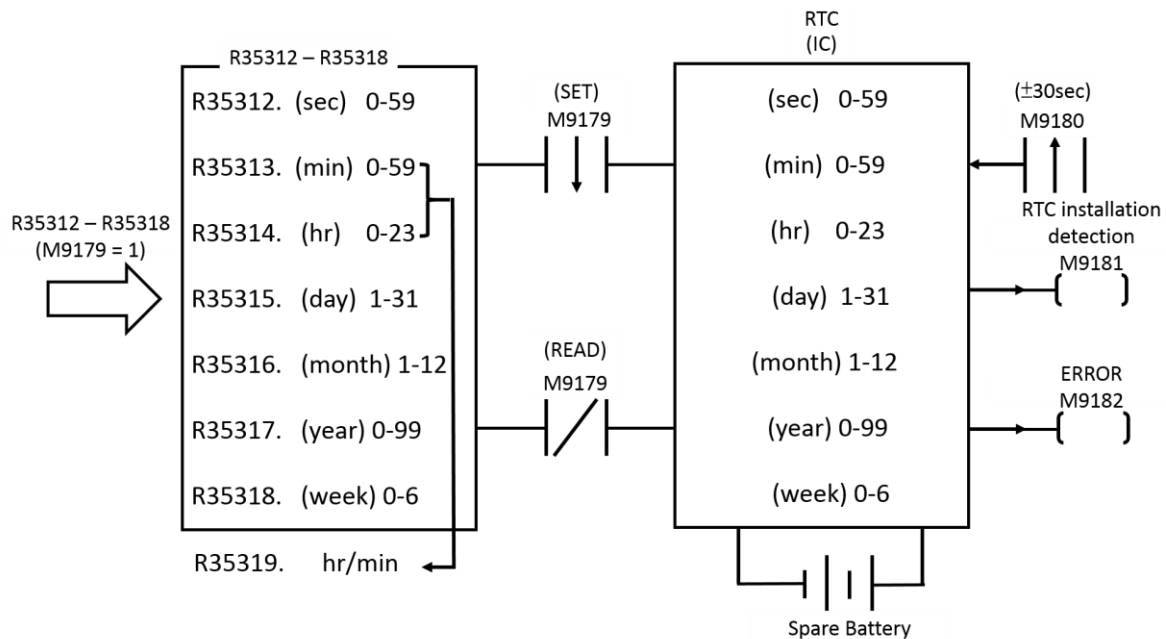 R35312 – R35318
(M9179 = 1)
R35312 – R35318
R35312. (sec) 0-59
R35313. (min) 0-59
R35314. (hr) 0-23
R35315. (day) 1-31
R35316. (month) 1-12
R35317. (year) 0-99
R35318. (week) 0-6
R35319. hr/min
(SET)
M9179
(READ)
M9179
RTC
(IC)
(sec) 0-59
(min) 0-59
(hr) 0-23
(day) 1-31
(month) 1-12
(year) 0-99
(week) 0-6
(±30sec)
M9180
RTC installation
detection
M9181
ERROR
M9182
Spare Battery